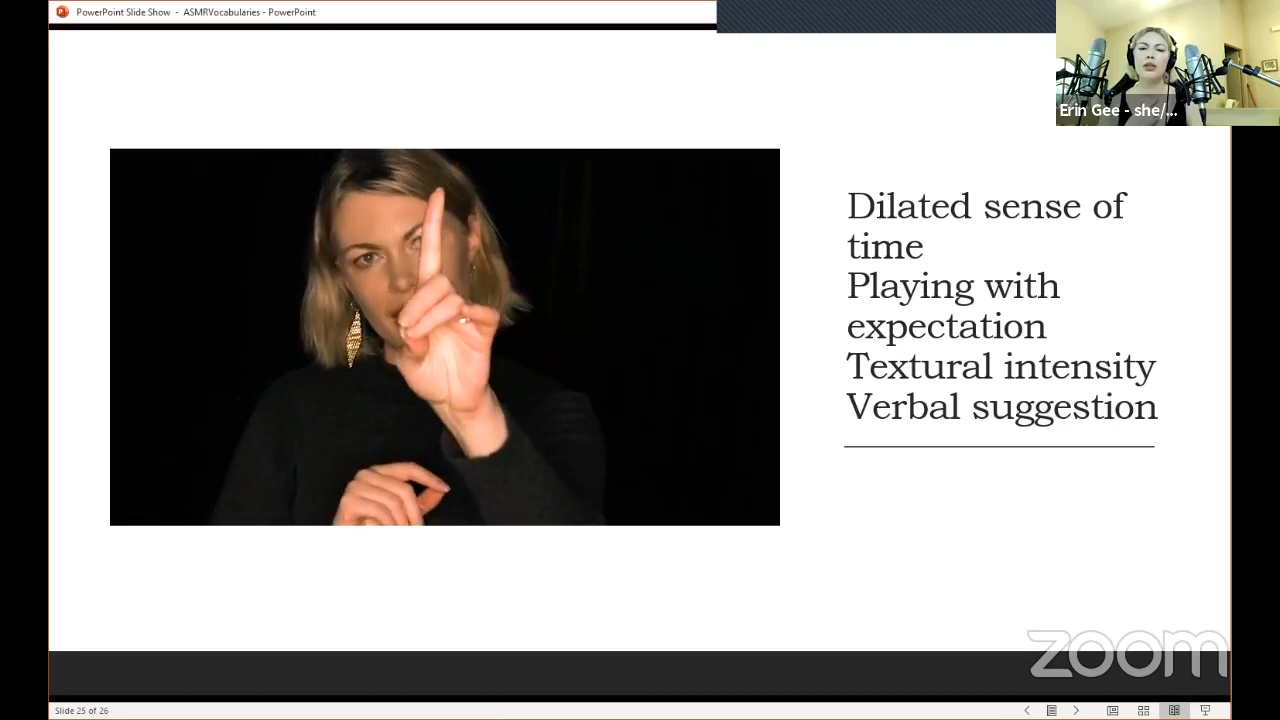 PowerPoint Slide Show - ASMRVocabularies - PowerPoint
Erin Gee - she/...
Dilated sense of
time
Playing with
expectation
Textural intensity
Verbal suggestion
zoom
Slide 25 of 26